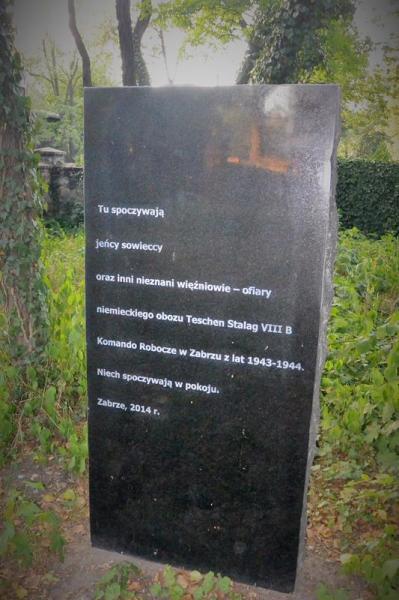 Tu spoczywają
jeńcy sowieccy
oraz inni nieznani więźniowie – ofiary
niemieckiego obozu Teschen Stalag VIII B
Komando Robocze w Zabrzu z lat 1943-1944.
Niech spoczywają w pokoju.
Zabrze, 2014 r.